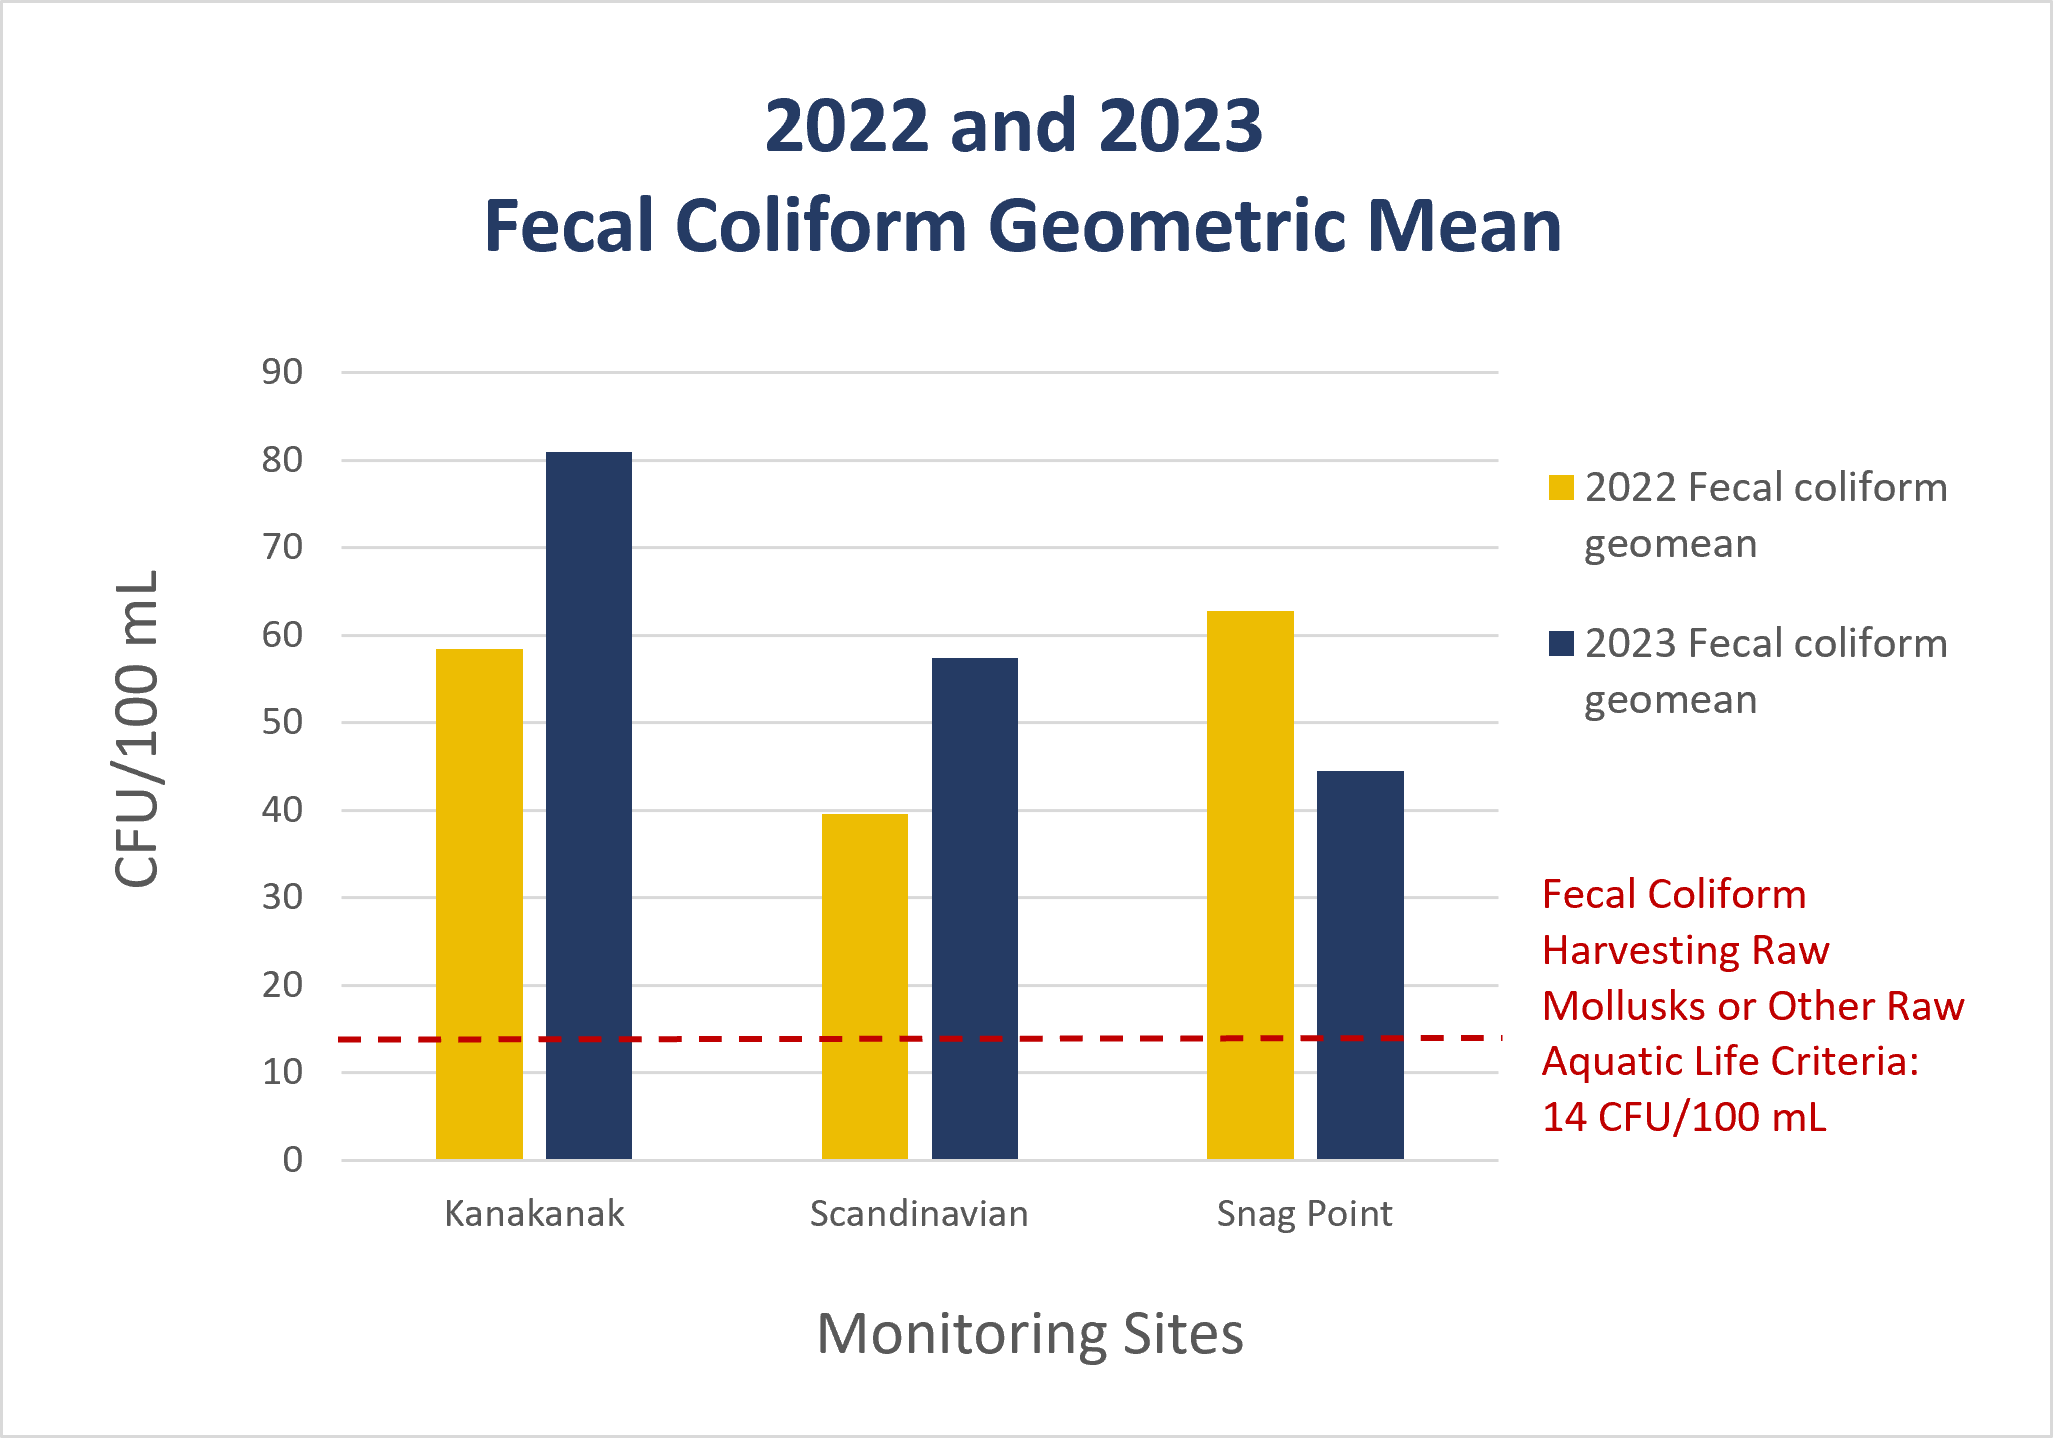 2022 and 2023
Fecal Coliform Geometric Mean
CFU/100 mL
90
80
70
60
50
40
30
20
10
0
Kanakanak
Scandinavian
Snag Point
Monitoring Sites
2022 Fecal coliform
geomean
2023 Fecal coliform
geomean
Fecal Coliform
Harvesting Raw
Mollusks or Other Raw
Aquatic Life Criteria:
14 CFU/100 mL